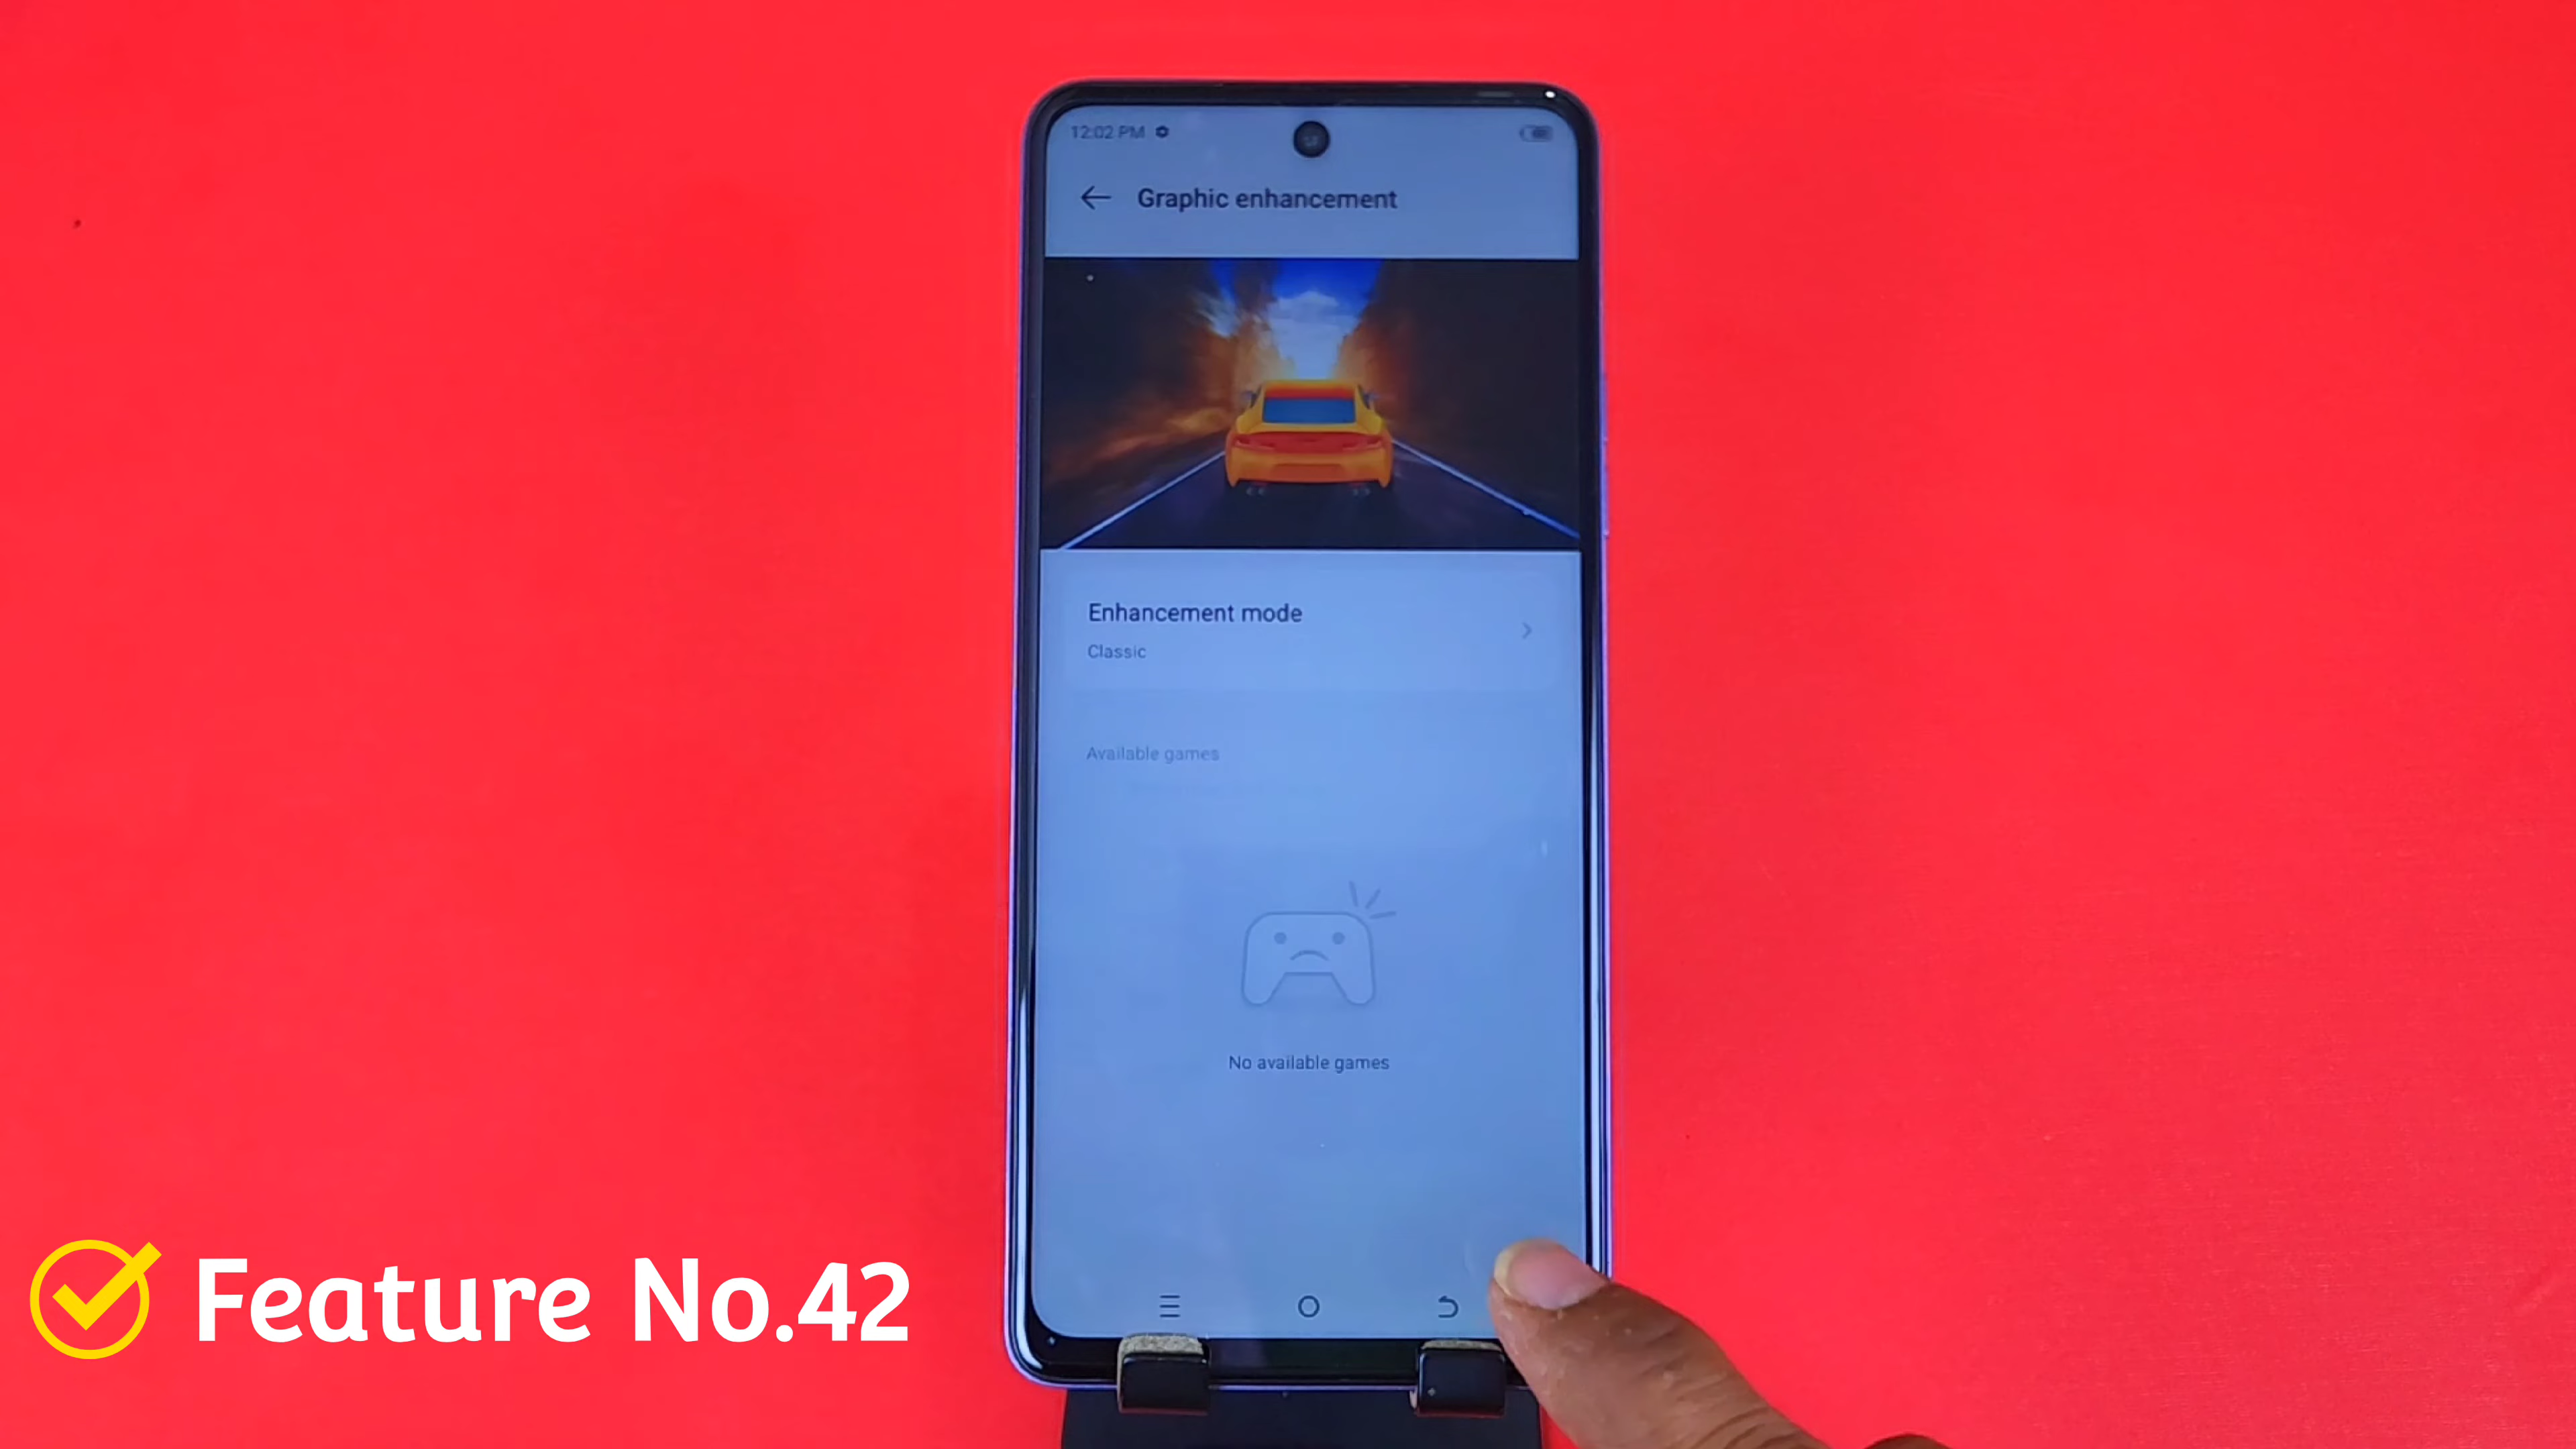 12:02 PM
Graphic enhancement
Enhancement mode
Classic
Available games
No available games
Feature No.42